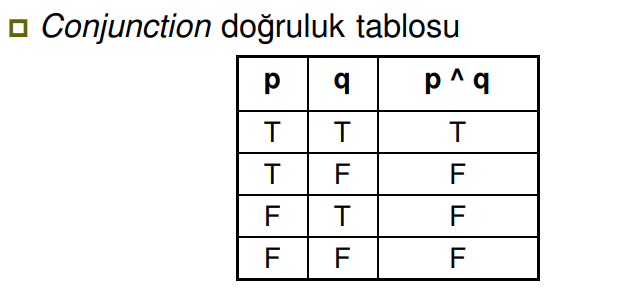 Conjunction doğruluk tablosu
p q p ^ q
T T T
T F F
F T F
F F F